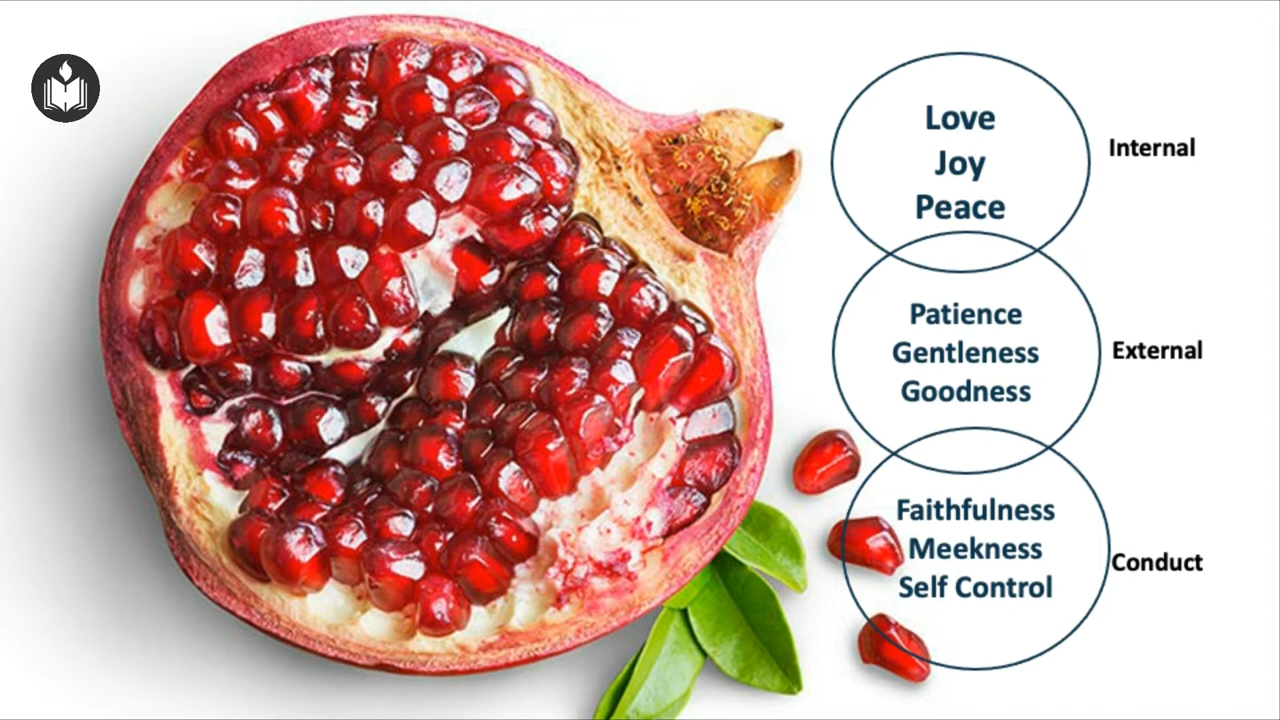 Love
Joy
Peace
Internal
Patience
Gentleness
Goodness
External
Faithfulness
Meekness
Self Control
Conduct